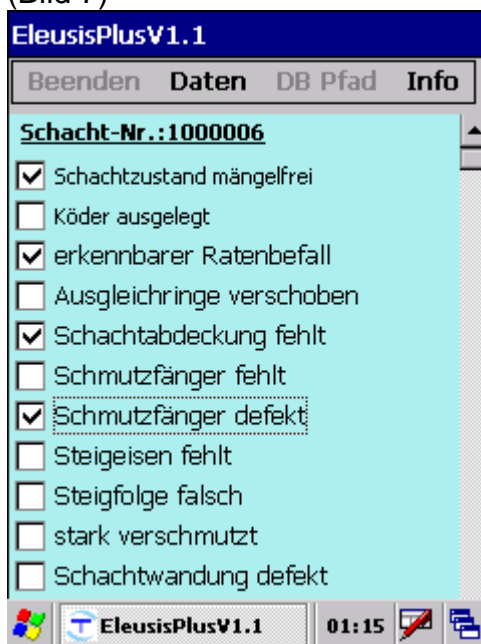 (Bild 7)
EleusisPlusV1.1
Beenden Daten DB Pfad Info
Schacht-Nr.:1000006
Schachtzustand mängelfrei
Köder ausgelegt
erkennbarer Ratenbefall
Ausgleichringe verschoben
Schachtabdeckung fehlt
Schmutzfänger fehlt
Schmutzfänger defekt
Steigeisen fehlt
Steigfolge falsch
stark verschmutzt
Schachtwandung defekt
EleusisPlusV1.1 01:15